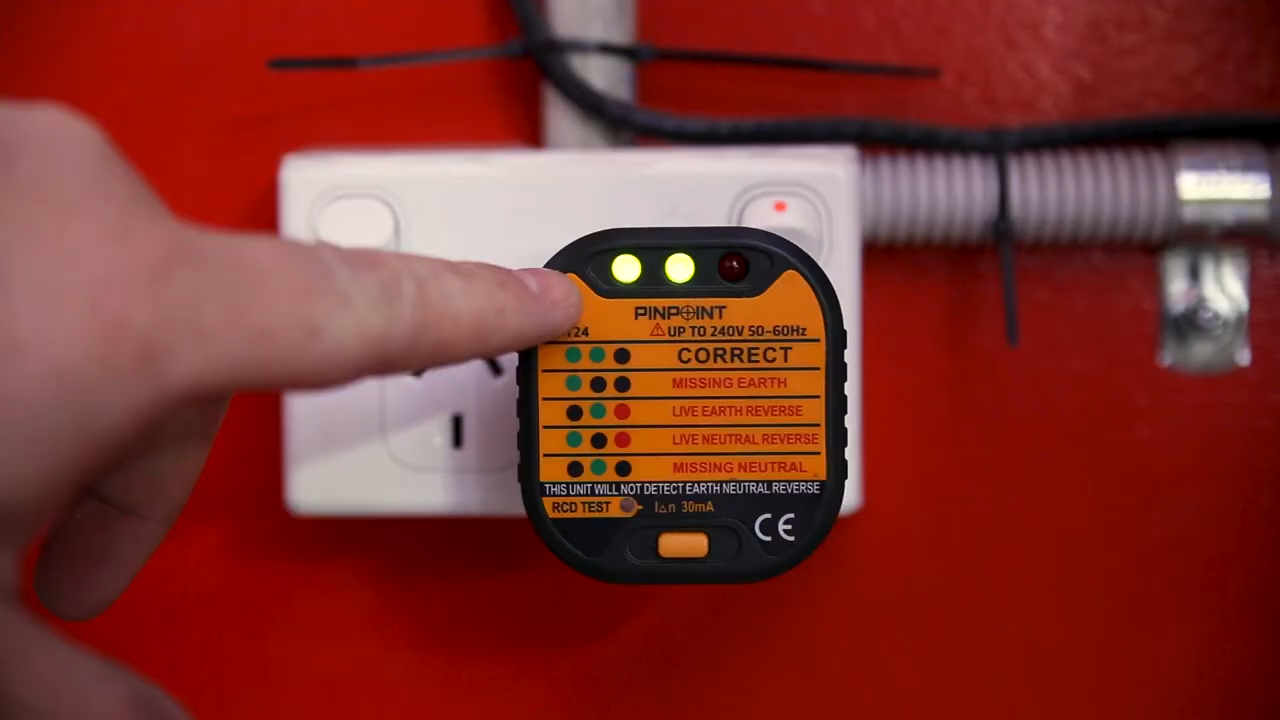 PINPOINT
UP TO 240V 50~60Hz
CORRECT
MISSING EARTH
LIVE EARTH REVERSE
LIVE NEUTRAL REVERSE
MISSING NEUTRAL
THIS UNIT WILL NOT DETECT EARTH NEUTRAL REVERSE
RCD TEST I△n 30mA
CE